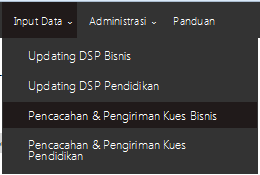 Input Data Administrasi Panduan
Updating DSP Bisnis
Updating DSP Pendidikan
Pencacahan & Pengiriman Kues Bisnis
Pencacahan & Pengiriman Kues
Pendidikan